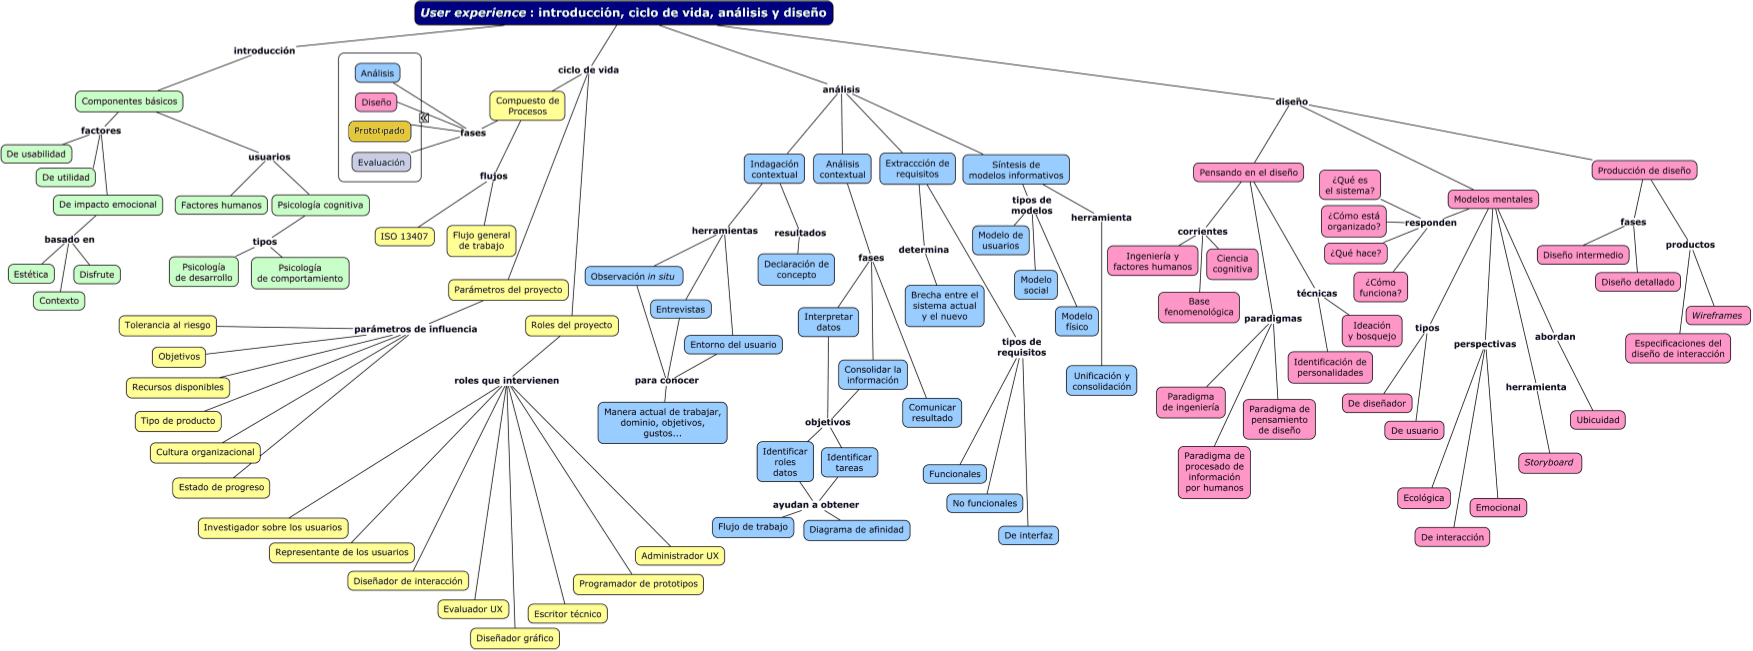 User experience : introducción, ciclo de vida, análisis y diseño
introducción
Componentes básicos
factores
De usabilidad
De utilidad
De impacto emocional
basado en
Estética
Disfrute
Contexto
usuarios
Factores humanos
Psicología cognitiva
tipos
Psicología
de desarrollo
Psicología
de comportamiento
ciclo de vida
Compuesto de
Procesos
fases
Análisis
Diseño
Prototipado
Evaluación
flujos
ISO 13407
Flujo general
de trabajo
Parámetros del proyecto
parámetros de influencia
Tolerancia al riesgo
Objetivos
Recursos disponibles
Tipo de producto
Cultura organizacional
Estado de progreso
Roles del proyecto
roles que intervienen
Investigador sobre los usuarios
Representante de los usuarios
Diseñador de interacción
Evaluador UX
Diseñador gráfico
Escritor técnico
Programador de prototipos
Administrador UX
análisis
Indagación
contextual
herramientas
Observación in situ
Entrevistas
Entorno del usuario
para conocer
Manera actual de trabajar,
dominio, objetivos,
gustos...
resultados
Declaración de
concepto
Análisis
contextual
fases
Interpretar
datos
Consolidar la
información
Comunicar
resultado
objetivos
Identificar
roles
datos
Identificar
tareas
ayudan a obtener
Flujo de trabajo
Diagrama de afinidad
Extraccción de
requisitos
determina
Brecha entre el
sistema actual
y el nuevo
tipos de
requisitos
Funcionales
No funcionales
De interfaz
Síntesis de
modelos informativos
tipos de
modelos
Modelo de
usuarios
Modelo
social
Modelo
físico
herramienta
Unificación y
consolidación
diseño
Pensando en el diseño
corrientes
Ingeniería y
factores humanos
Base
fenomenológica
Ciencia
cognitiva
paradigmas
Paradigma
de ingeniería
Paradigma de
procesado de
información
por humanos
Paradigma de
pensamiento
de diseño
técnicas
Ideación
y bosquejo
Identificación de
personalidades
Modelos mentales
responden
¿Qué es
el sistema?
¿Cómo está
organizado?
¿Qué hace?
¿Cómo
funciona?
tipos
De diseñador
De usuario
perspectivas
Ecológica
De interacción
Emocional
herramienta
Storyboard
abordan
Ubicuidad
Producción de diseño
fases
Diseño intermedio
Diseño detallado
productos
Wireframes
Especificaciones del
diseño de interacción